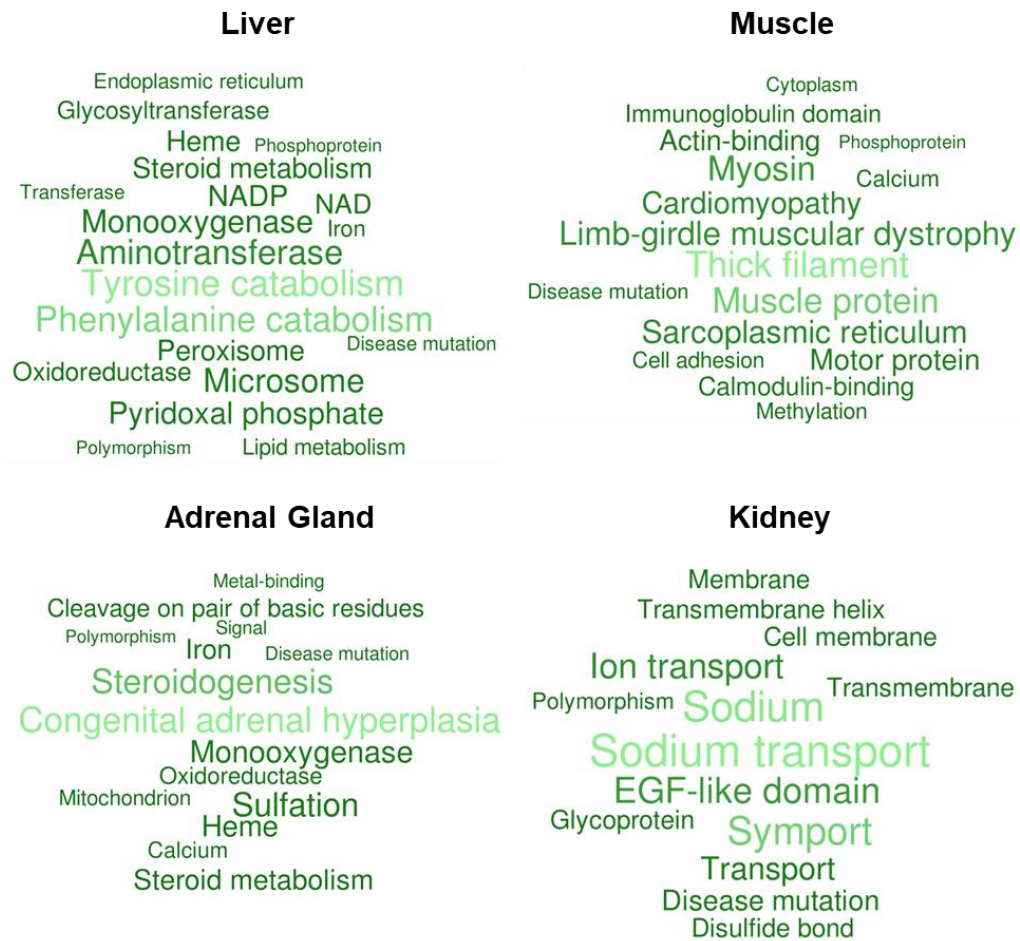 Liver
Endoplasmic reticulum
Glycosyltransferase
Heme Phosphoprotein
Steroid metabolism
Transferase NADP NAD
Monooxygenase Iron
Aminotransferase
Tyrosine catabolism
Phenylalanine catabolism
Peroxisome Disease mutation
Oxidoreductase Microsome
Pyridoxal phosphate
Polymorphism Lipid metabolism
Muscle
Cytoplasm
Immunoglobulin domain
Actin-binding Phosphoprotein
Myosin Calcium
Cardiomyopathy
Limb-girdle muscular dystrophy
Thick filament
Disease mutation Muscle protein
Sarcoplasmic reticulum
Cell adhesion Motor protein
Calmodulin-binding
Methylation
Adrenal Gland
Metal-binding
Cleavage on pair of basic residues
Polymorphism Signal
Iron Disease mutation
Steroidogenesis
Congenital adrenal hyperplasia
Monooxygenase
Oxidoreductase
Mitochondrion Sulfation
Heme
Calcium
Steroid metabolism
Kidney
Membrane
Transmembrane helix
Cell membrane
Ion transport
Transmembrane
Polymorphism Sodium
Sodium transport
EGF-like domain
Glycoprotein Symport
Transport
Disease mutation
Disulfide bond